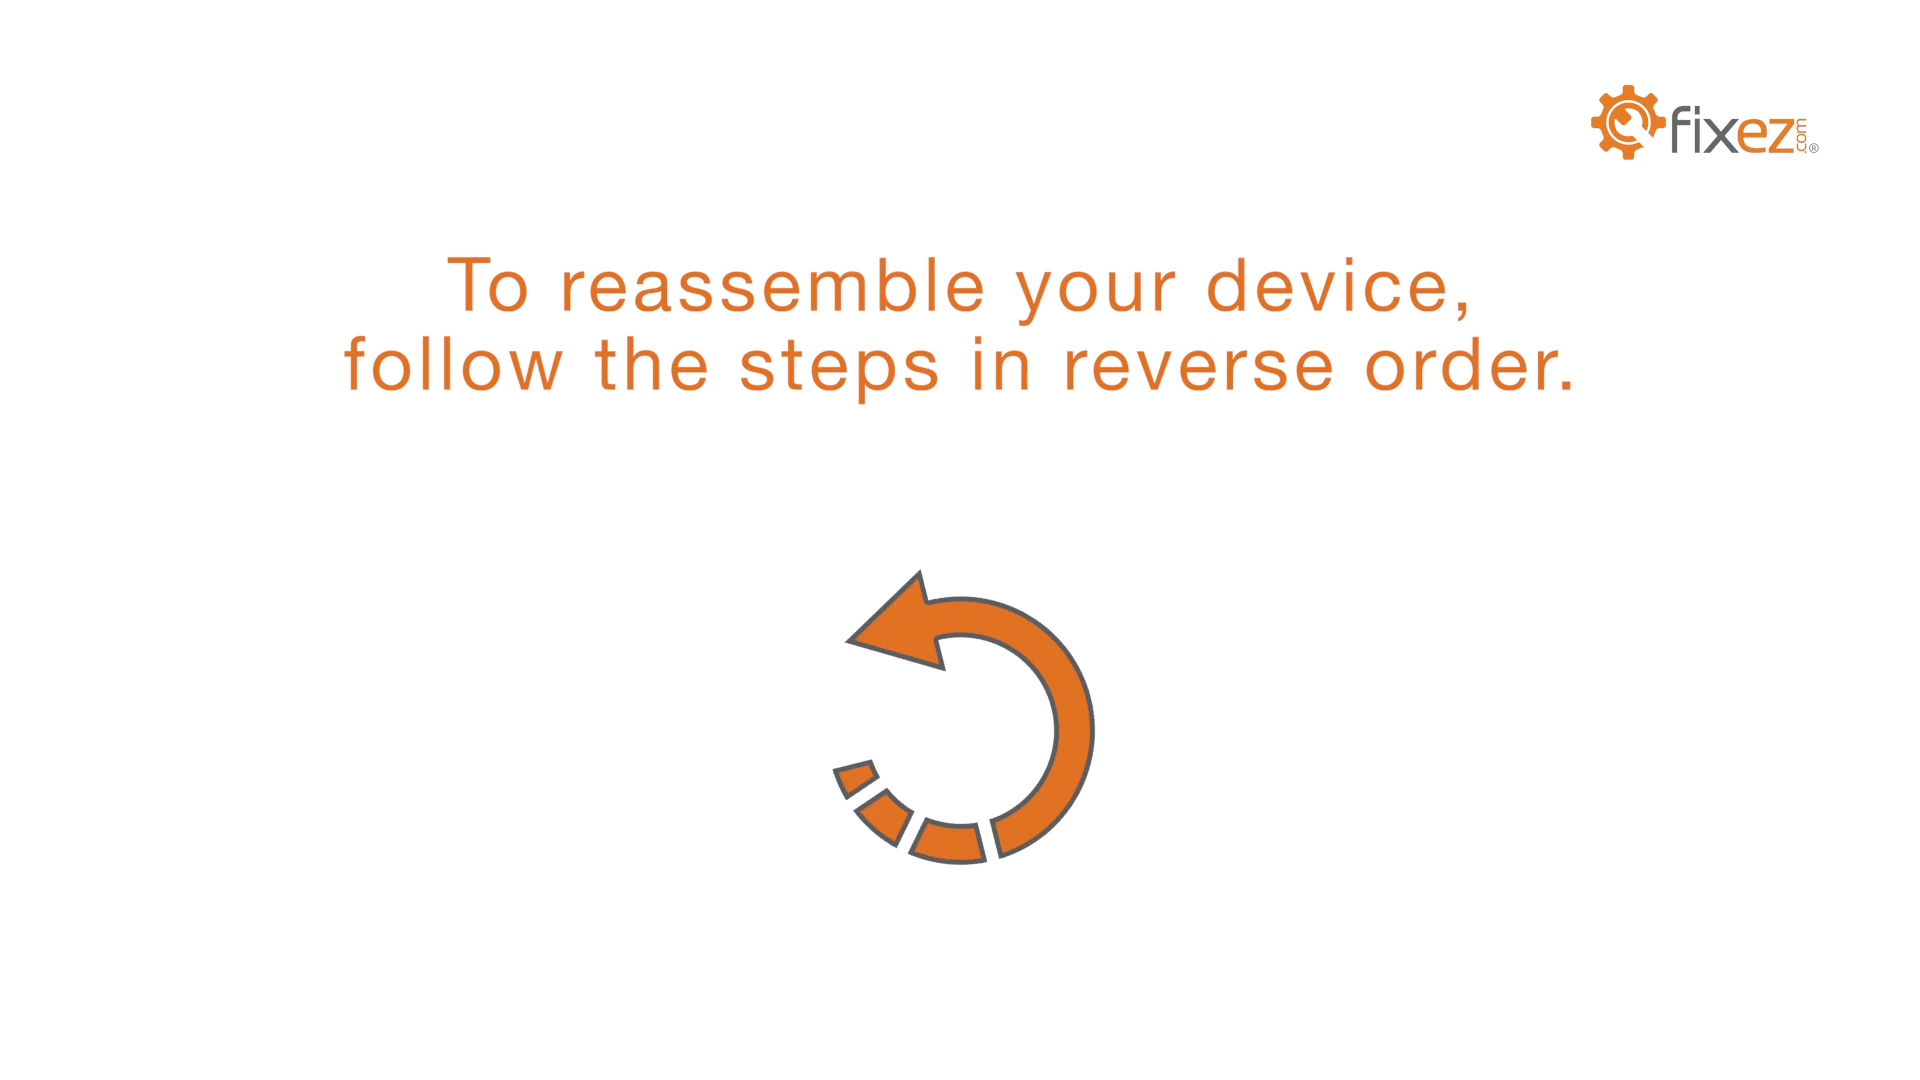 fixez.com®
To reassemble your device,
follow the steps in reverse order.